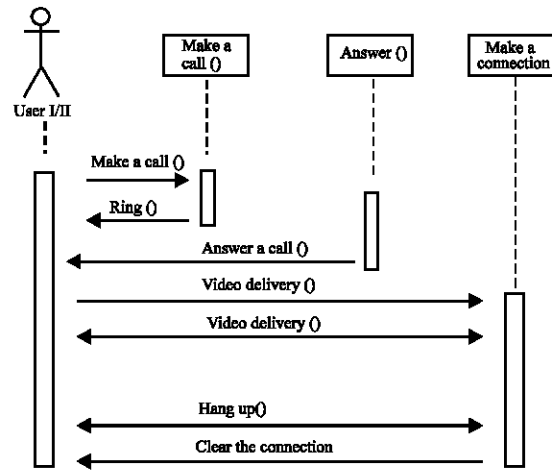 Make a
call ()
Answer ()
Make a
connection
User I/II
Make a call ()
Ring ()
Answer a call ()
Video delivery ()
Video delivery ()
Hang up()
Clear the connection